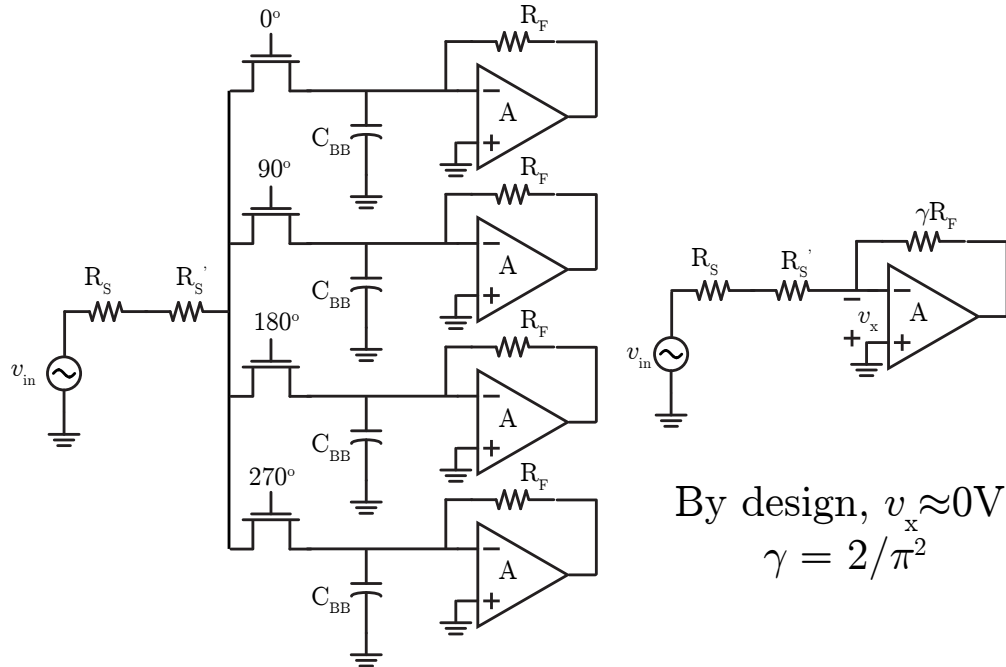 0°
R_F
A
C_BB
90°
R_F
A
C_BB
R_S R_S'
180°
R_F
A
C_BB
v_in
270°
R_F
A
C_BB
γR_F
R_S R_S'
A
v_x
v_in
By design, v_x≈0V
γ = 2/π²